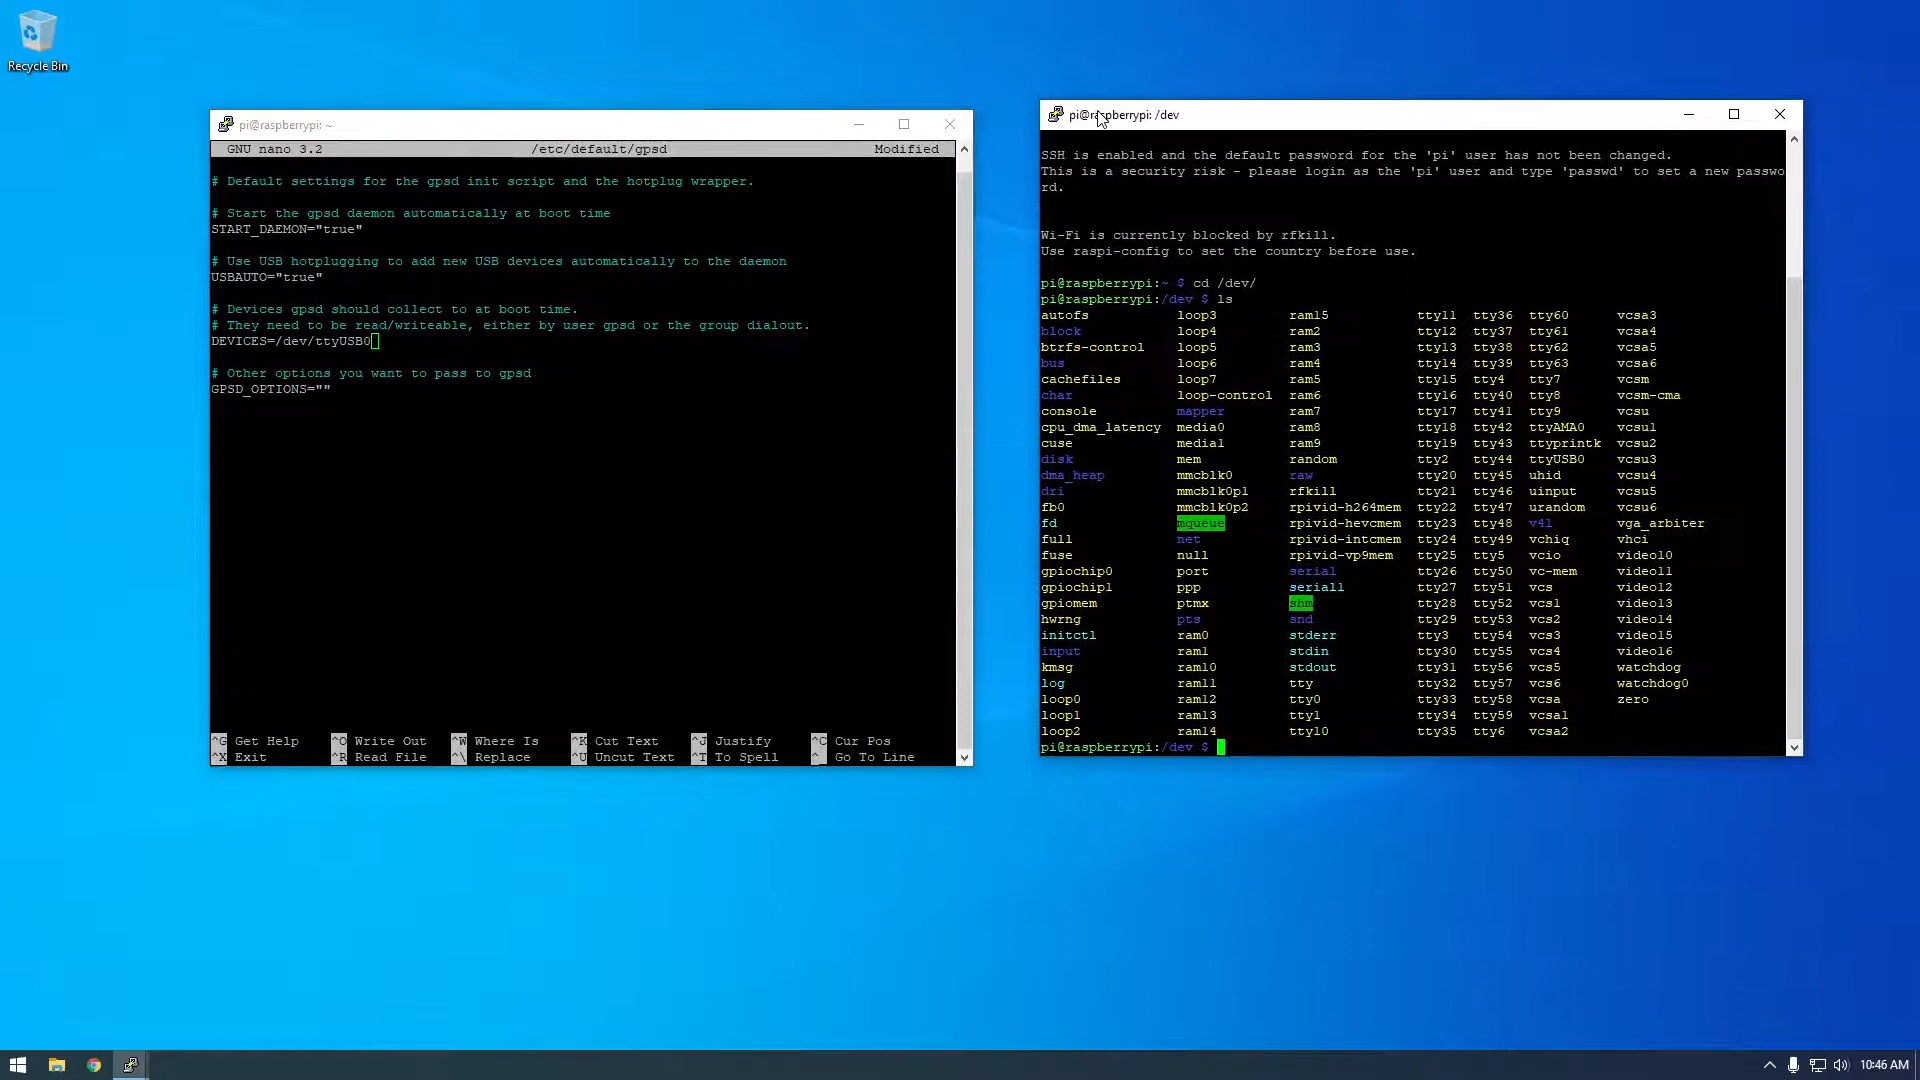 Recycle Bin
pi@raspberrypi: ~
GNU nano 3.2 /etc/default/gpsd Modified
# Default settings for the gpsd init script and the hotplug wrapper.
# Start the gpsd daemon automatically at boot time
START_DAEMON="true"
# Use USB hotplugging to add new USB devices automatically to the daemon
USBAUTO="true"
# Devices gpsd should collect to at boot time.
# They need to be read/writeable, either by user gpsd or the group dialout.
DEVICES=/dev/ttyUSB0
# Other options you want to pass to gpsd
GPSD_OPTIONS=""
^G Get Help ^O Write Out ^W Where Is ^K Cut Text ^J Justify ^C Cur Pos
^X Exit ^R Read File ^\ Replace ^U Uncut Text ^T To Spell ^_ Go To Line
pi@raspberrypi: /dev
SSH is enabled and the default password for the 'pi' user has not been changed.
This is a security risk - please login as the 'pi' user and type 'passwd' to set a new passwo
rd.
Wi-Fi is currently blocked by rfkill.
Use raspi-config to set the country before use.
pi@raspberrypi:~ $ cd /dev/
pi@raspberrypi:/dev $ ls
autofs loop3 ram15 tty11 tty36 tty60 vcsa3
block loop4 ram2 tty12 tty37 tty61 vcsa4
btrfs-control loop5 ram3 tty13 tty38 tty62 vcsa5
bus loop6 ram4 tty14 tty39 tty63 vcsa6
cachefiles loop7 ram5 tty15 tty4 tty7 vcsm
char loop-control ram6 tty16 tty40 tty8 vcsm-cma
console mapper ram7 tty17 tty41 tty9 vcsu
cpu_dma_latency media0 ram8 tty18 tty42 ttyAMA0 vcsu1
cuse media1 ram9 tty19 tty43 ttyprintk vcsu2
disk mem random tty2 tty44 ttyUSB0 vcsu3
dma_heap mmcblk0 raw tty20 tty45 uhid vcsu4
dri mmcblk0p1 rfkill tty21 tty46 uinput vcsu5
fb0 mmcblk0p2 rpivid-h264mem tty22 tty47 urandom vcsu6
fd mqueue rpivid-hevcmem tty23 tty48 v4l vga_arbiter
full net rpivid-intcmem tty24 tty49 vchiq vhci
fuse null rpivid-vp9mem tty25 tty5 vcio video10
gpiochip0 port serial tty26 tty50 vc-mem video11
gpiochip1 ppp serial1 tty27 tty51 vcs video12
gpiomem ptmx shm tty28 tty52 vcs1 video13
hwrng pts snd tty29 tty53 vcs2 video14
initctl ram0 stderr tty3 tty54 vcs3 video15
input ram1 stdin tty30 tty55 vcs4 video16
kmsg ram10 stdout tty31 tty56 vcs5 watchdog
log ram11 tty tty32 tty57 vcs6 watchdog0
loop0 ram12 tty0 tty33 tty58 vcsa zero
loop1 ram13 tty1 tty34 tty59 vcsa1
loop2 ram14 tty10 tty35 tty6 vcsa2
pi@raspberrypi:/dev $
10:46 AM